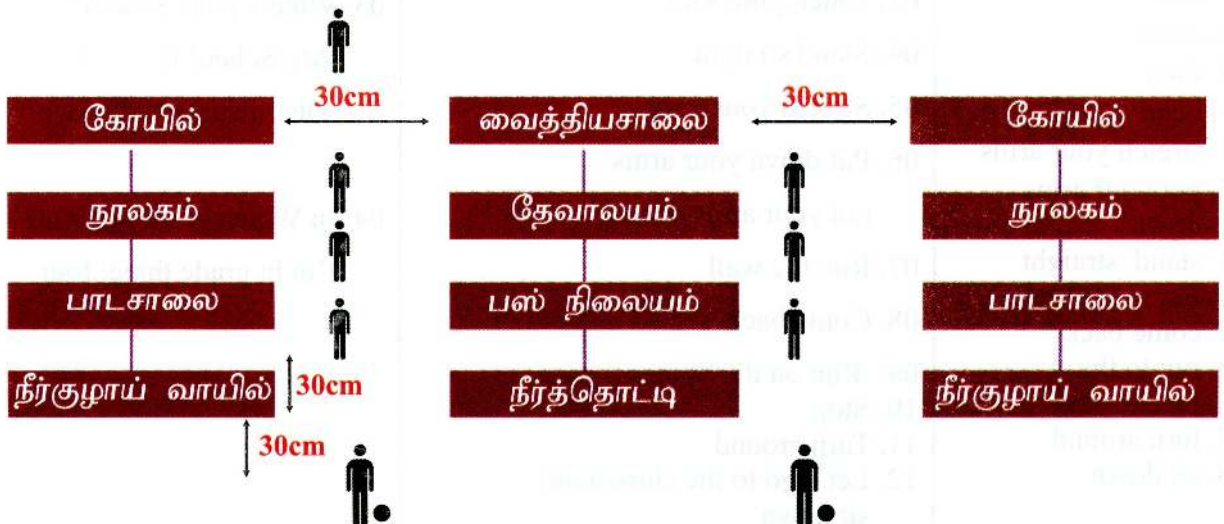 30cm 30cm
கோயில் வைத்தியசாலை கோயில்
நூலகம் தேவாலயம் நூலகம்
பாடசாலை பஸ் நிலையம் பாடசாலை
நீர்குழாய் வாயில் 30cm நீர்த்தொட்டி நீர்குழாய் வாயில்
30cm